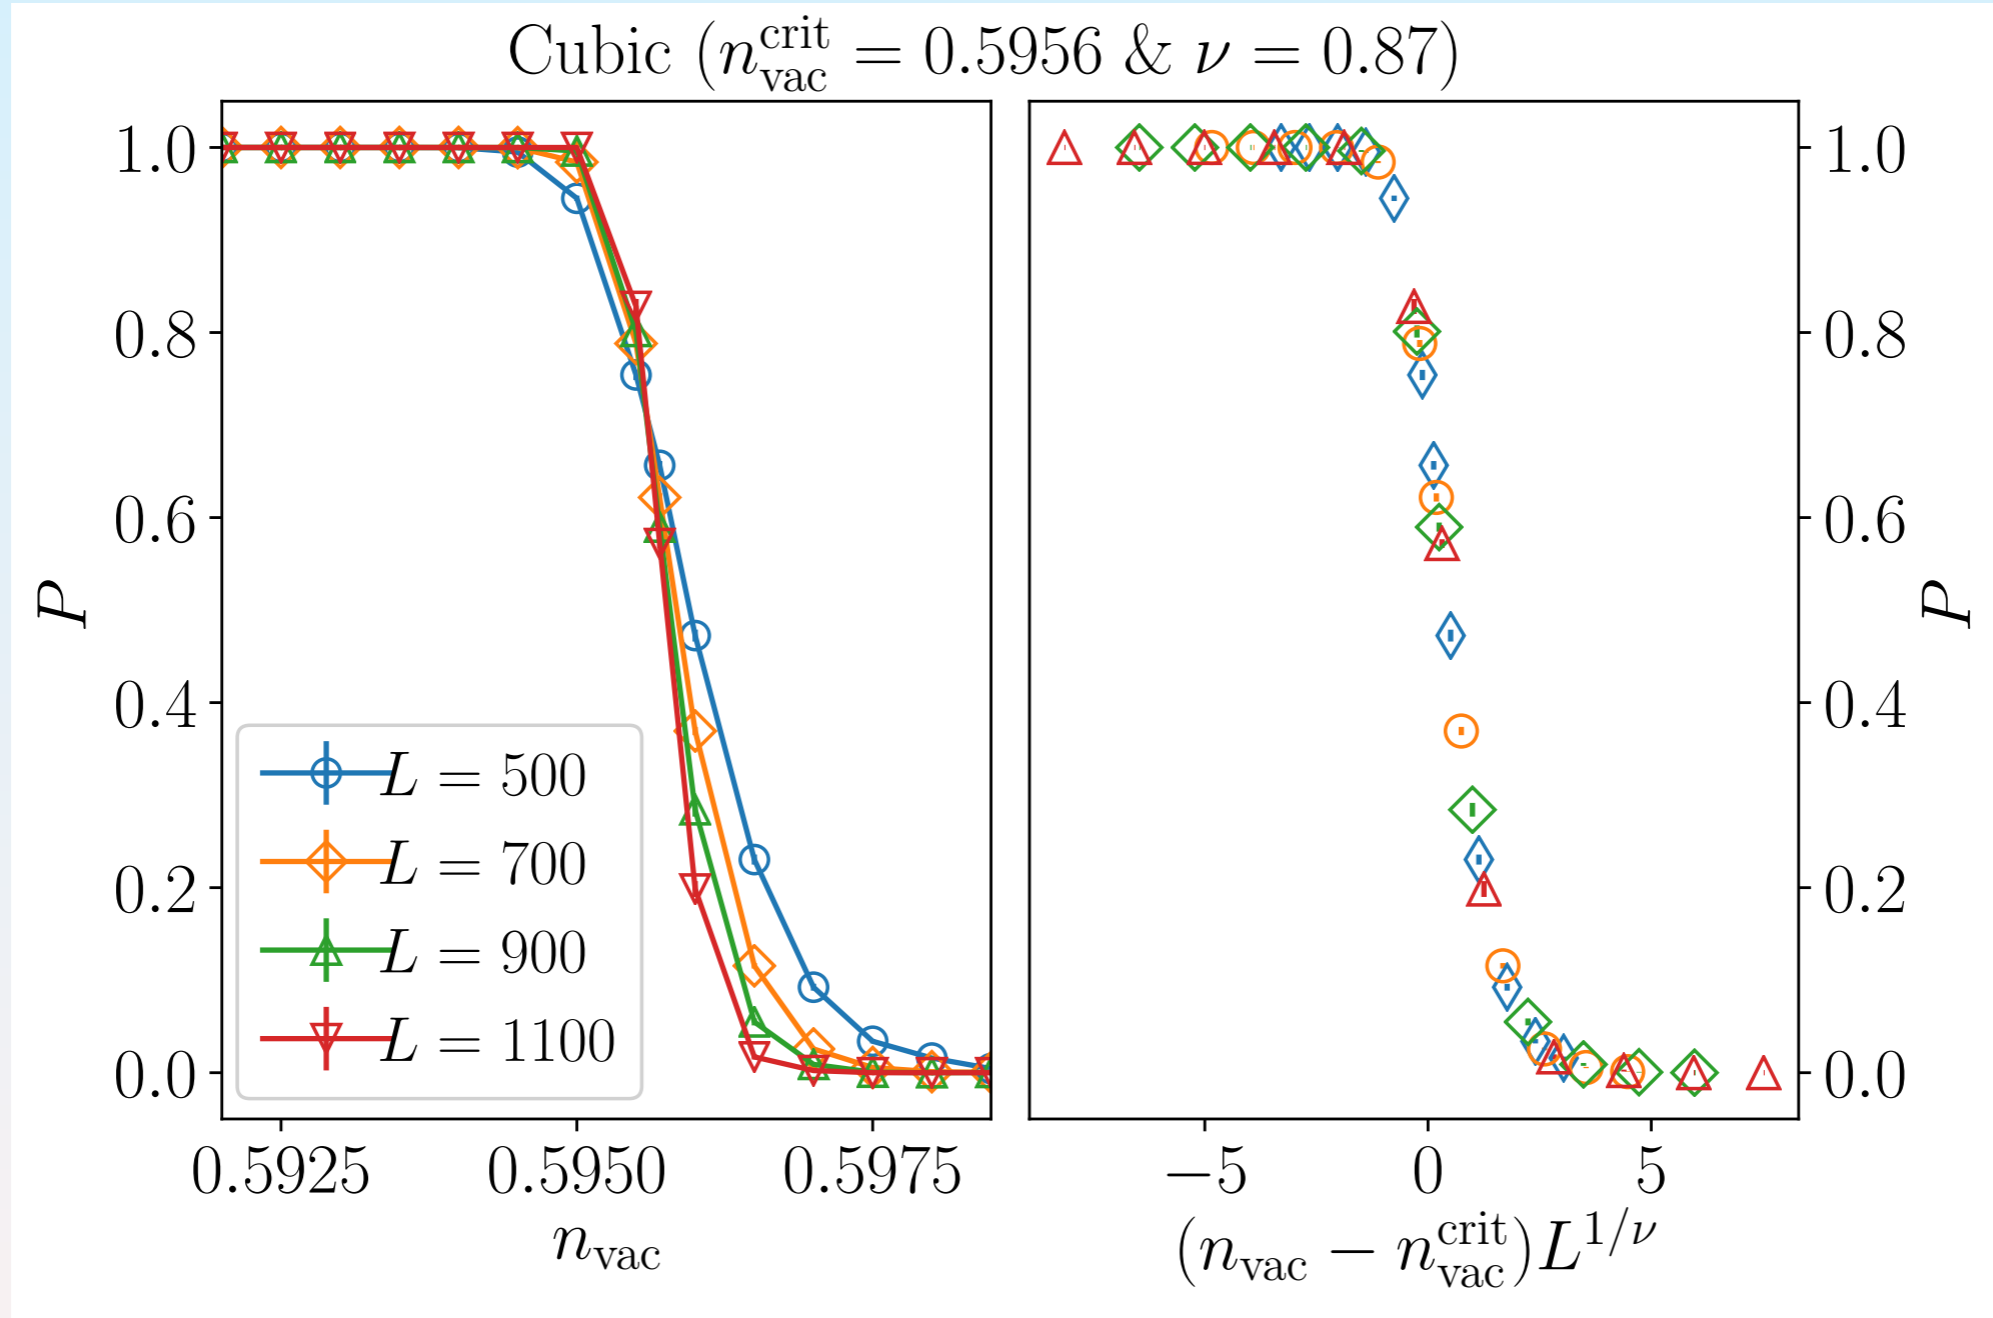 Cubic (n_vac^crit = 0.5956 & ν = 0.87)
P
1.0
0.8
0.6
0.4
0.2
0.0
L = 500
L = 700
L = 900
L = 1100
0.5925 0.5950 0.5975
n_vac
1.0
0.8
0.6
0.4
0.2
0.0
P
−5 0 5
(n_vac − n_vac^crit)L^1/ν